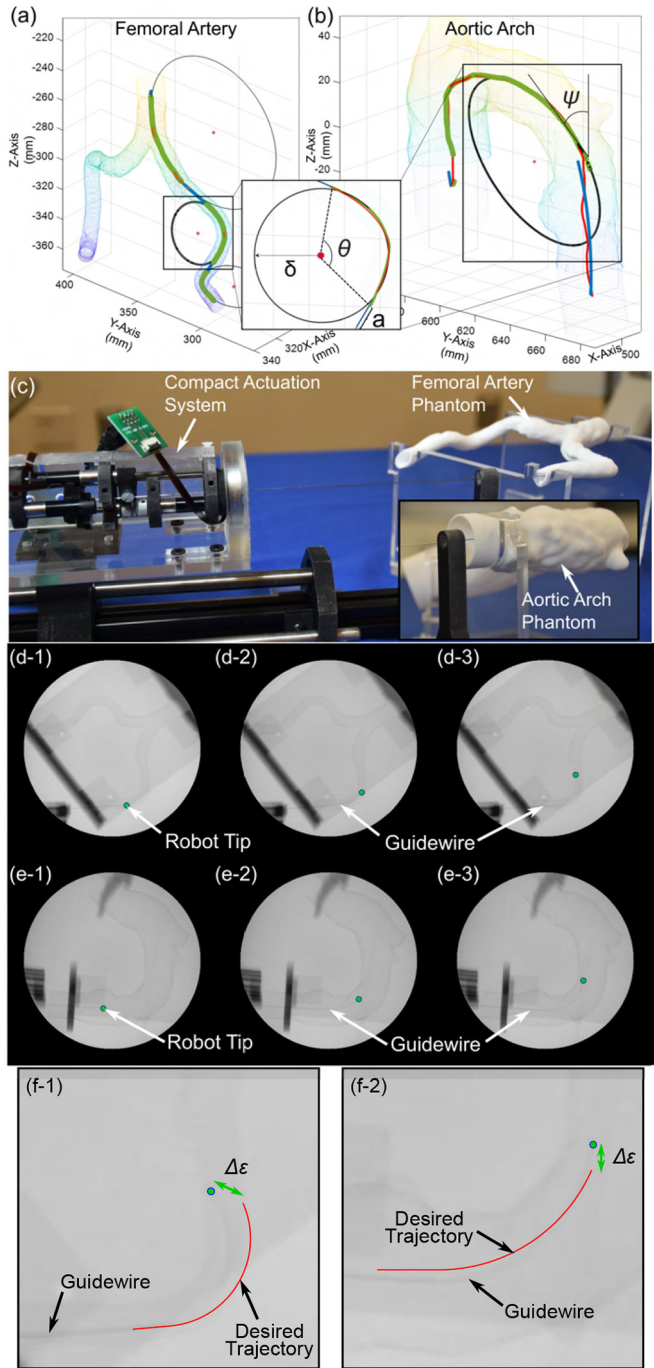 (a)
Femoral Artery
-220
-240
-260
-280
-300
-320
-340
-360
Z-Axis
(mm)
400
350
300
Y-Axis
(mm)
340
320
X-Axis
(mm)
δ
θ
a
(b)
Aortic Arch
40
20
0
-20
Z-Axis
(mm)
ψ
600
620
640
660
680
Y-Axis
(mm)
500
X-Axis
(c)
Compact Actuation
System
Femoral Artery
Phantom
Aortic Arch
Phantom
(d-1)
(d-2)
(d-3)
Robot Tip
Guidewire
(e-1)
(e-2)
(e-3)
Robot Tip
Guidewire
(f-1)
Δε
Guidewire
Desired
Trajectory
(f-2)
Δε
Desired
Trajectory
Guidewire